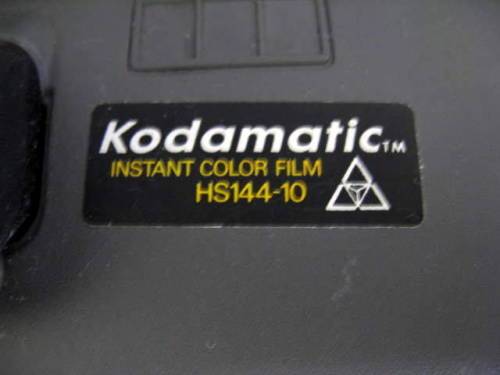 Kodamatic™
INSTANT COLOR FILM
HS144-10